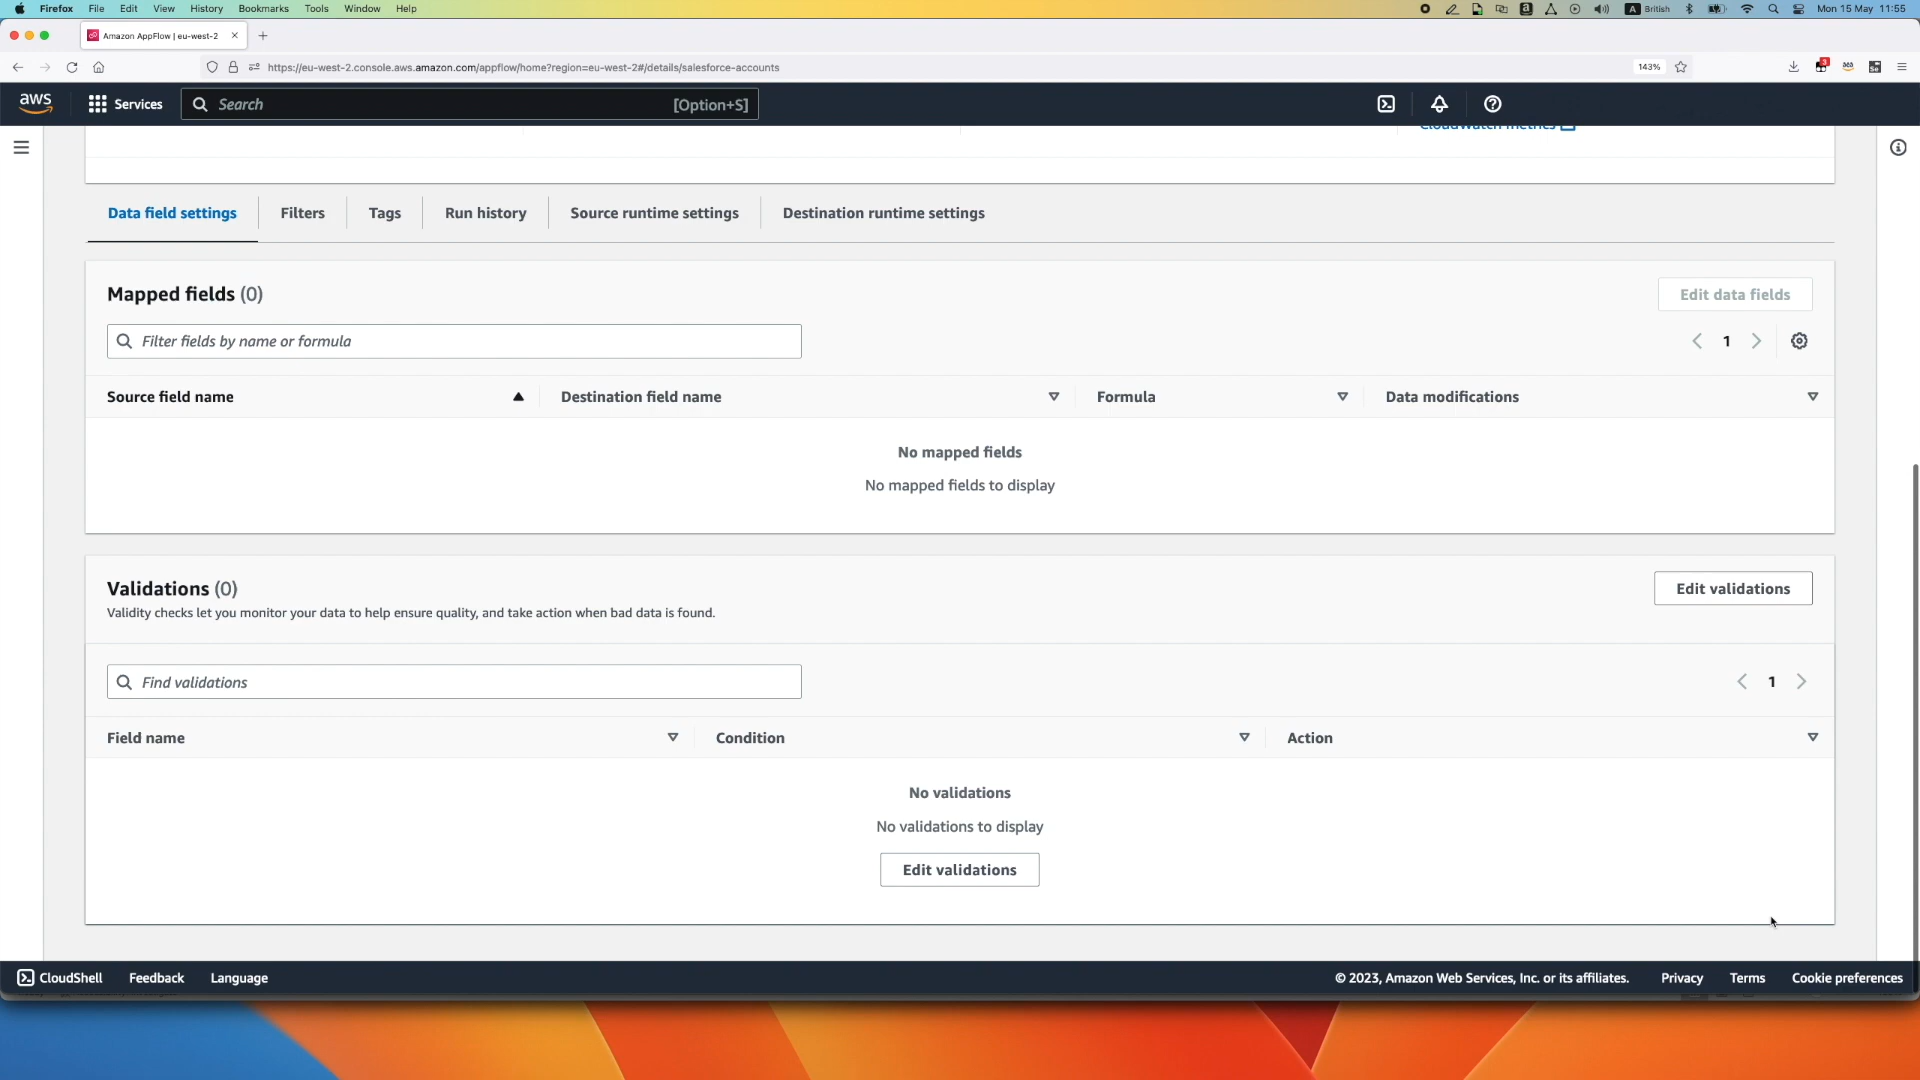 Firefox File Edit View History Bookmarks Tools Window Help
A British Mon 15 May 11:55
Amazon AppFlow | eu-west-2
https://eu-west-2.console.aws.amazon.com/appflow/home?region=eu-west-2#/details/salesforce-accounts
143%
3
aws Services Search [Option+S]
CloudWatch metrics
Data field settings Filters Tags Run history Source runtime settings Destination runtime settings
Mapped fields (0)
Edit data fields
Filter fields by name or formula
1
Source field name Destination field name Formula Data modifications
No mapped fields
No mapped fields to display
Validations (0)
Edit validations
Validity checks let you monitor your data to help ensure quality, and take action when bad data is found.
Find validations
1
Field name Condition Action
No validations
No validations to display
Edit validations
CloudShell Feedback Language © 2023, Amazon Web Services, Inc. or its affiliates. Privacy Terms Cookie preferences